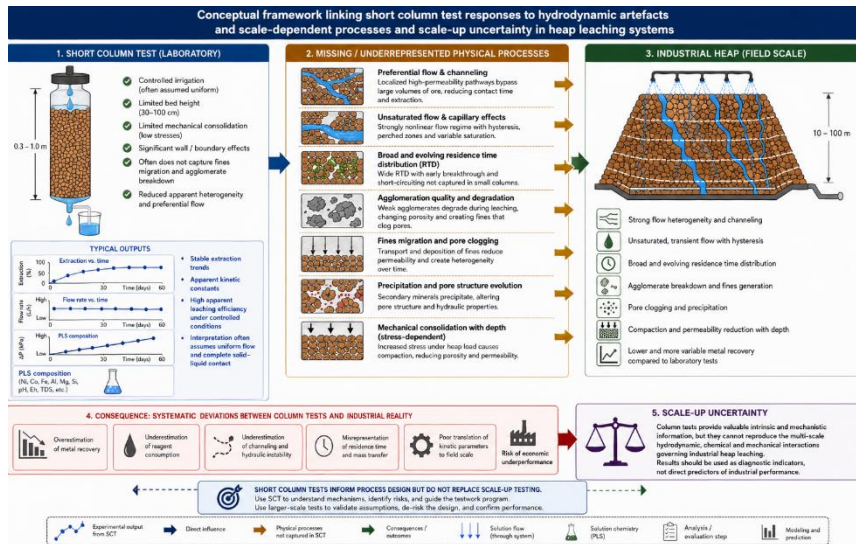 Conceptual framework linking short column test responses to hydrodynamic artefacts
and scale-dependent processes and scale-up uncertainty in heap leaching systems
1. SHORT COLUMN TEST (LABORATORY)
0.3 – 1.0 m
Controlled irrigation
(often assumed uniform)
Limited bed height
(30–100 cm)
Limited mechanical consolidation
(low stresses)
Significant wall / boundary effects
Often does not capture fines
migration and agglomerate
breakdown
Reduced apparent heterogeneity
and preferential flow
TYPICAL OUTPUTS
Extraction vs. time
Extraction
(%)
100
50
0
0
30
Time (days)
60
Flow rate vs. time
Flow rate
(L/h)
High
Low
0
30
Time (days)
60
PLS composition
ΔP (kPa)
High
Low
0
30
Time (days)
60
Stable extraction
trends
Apparent kinetic
constants
High apparent
leaching efficiency
under controlled
conditions
Interpretation often
assumes uniform flow
and complete solid–
liquid contact
PLS composition
(Ni, Co, Fe, Al, Mg, Si,
pH, Eh, TDS, etc.)
2. MISSING / UNDERREPRESENTED PHYSICAL PROCESSES
Preferential flow & channeling
Localized high-permeability pathways bypass
large volumes of ore, reducing contact time
and extraction.
Unsaturated flow & capillary effects
Strongly nonlinear flow regime with hysteresis,
perched zones and variable saturation.
Broad and evolving residence time
distribution (RTD)
Wide RTD with early breakthrough and
short-circuiting not captured in small columns.
Agglomeration quality and degradation
Weak agglomerates degrade during leaching,
changing porosity and creating fines that
clog pores.
Fines migration and pore clogging
Transport and deposition of fines reduce
permeability and create heterogeneity
over time.
Precipitation and pore structure evolution
Secondary minerals precipitate, altering
pore structure and hydraulic properties.
Mechanical consolidation with depth
(stress-dependent)
Increased stress under heap load causes
compaction, reducing porosity and permeability.
3. INDUSTRIAL HEAP (FIELD SCALE)
10 – 100 m
Strong flow heterogeneity and channeling
Unsaturated, transient flow with hysteresis
Broad and evolving residence time distribution
Agglomerate breakdown and fines generation
Pore clogging and precipitation
Compaction and permeability reduction with depth
Lower and more variable metal recovery
compared to laboratory tests
4. CONSEQUENCE: SYSTEMATIC DEVIATIONS BETWEEN COLUMN TESTS AND INDUSTRIAL REALITY
Overestimation
of metal recovery
Underestimation
of reagent
consumption
Underestimation
of channeling and
hydraulic instability
Misrepresentation
of residence time
and mass transfer
Poor translation
of kinetic
parameters
to field scale
Risk of economic
underperformance
5. SCALE-UP UNCERTAINTY
Column tests provide valuable intrinsic and mechanistic
information, but they cannot reproduce the multi-scale
hydrodynamic, chemical and mechanical interactions
governing industrial heap leaching.
Results should be used as diagnostic indicators,
not direct predictors of industrial performance.
SHORT COLUMN TESTS INFORM PROCESS DESIGN BUT DO NOT REPLACE SCALE-UP TESTING.
Use SCT to understand mechanisms, identify risks, and guide the testwork program.
Use larger-scale tests to validate assumptions, de-risk the design, and confirm performance.
Experimental output
from SCT
Direct influence
Physical processes
not captured in SCT
Consequences /
outcomes
Solution flow
(through system)
Solution chemistry
(PLS)
Analysis /
evaluation step
Modeling and
prediction